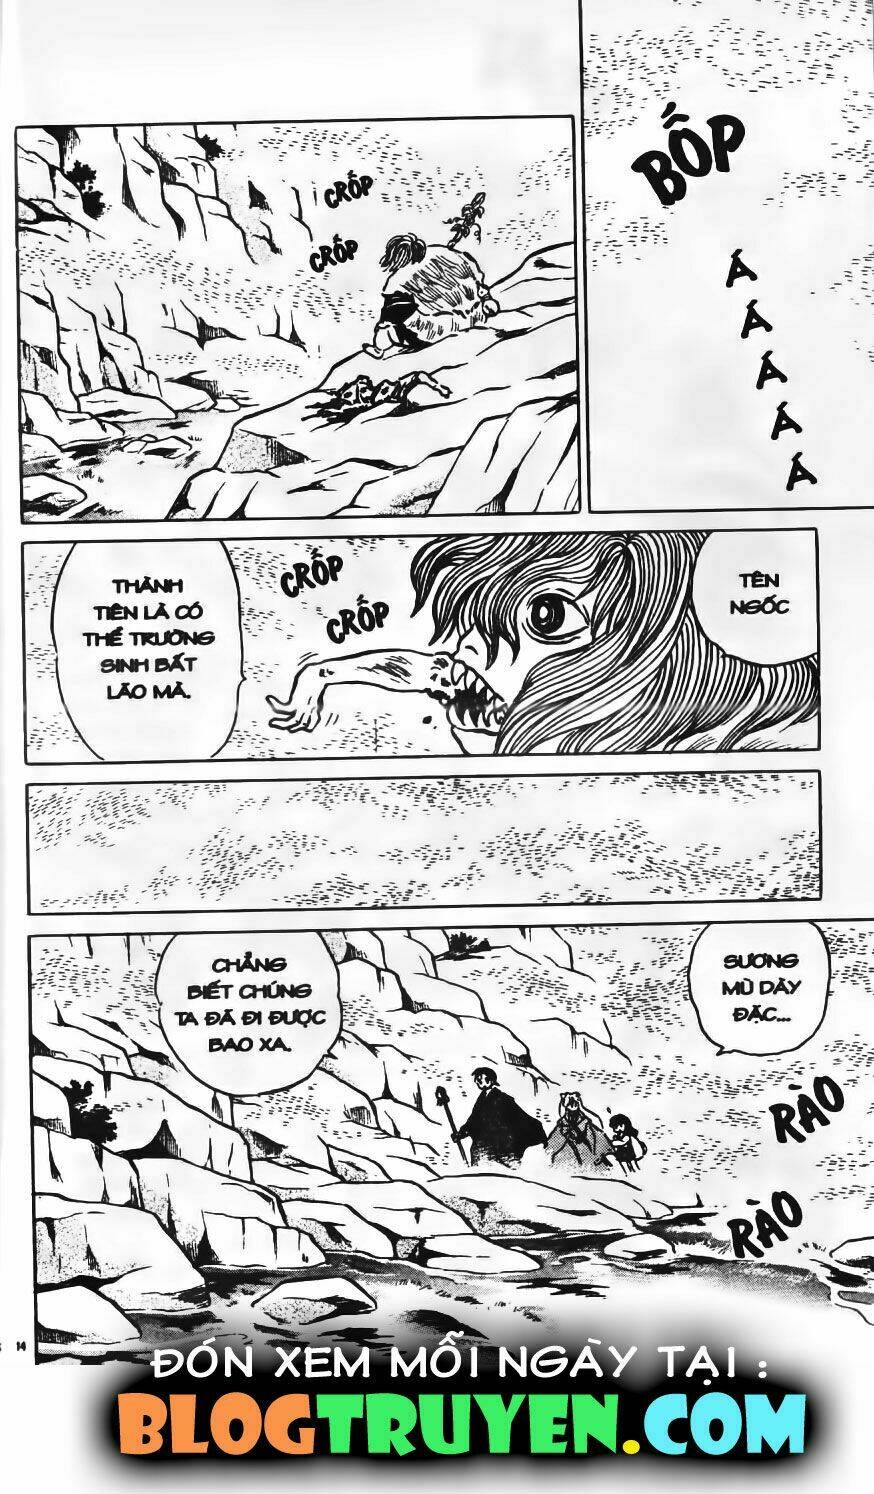 BỐP
Á
Á
Á
Á
Á
CRỐP
CRỐP
TÊN
NGỐC
CRỐP
CRỐP
THÀNH
TIÊN LÀ CÓ
THỂ TRƯỜNG
SINH BẤT
LÃO MÀ.
SƯƠNG
MÙ DÀY
ĐẶC...
CHẲNG
BIẾT CHÚNG
TA ĐÃ ĐI ĐƯỢC
BAO XA.
RÀO
RÀO
14
ĐÓN XEM MỖI NGÀY TẠI :
BLOGTRUYEN.COM